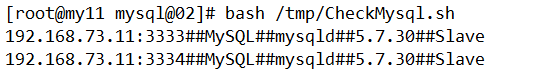 [root@my11 mysql@02]# bash /tmp/CheckMysql.sh
192.168.73.11:3333##MySQL##mysqld##5.7.30##Slave
192.168.73.11:3334##MySQL##mysqld##5.7.30##Slave